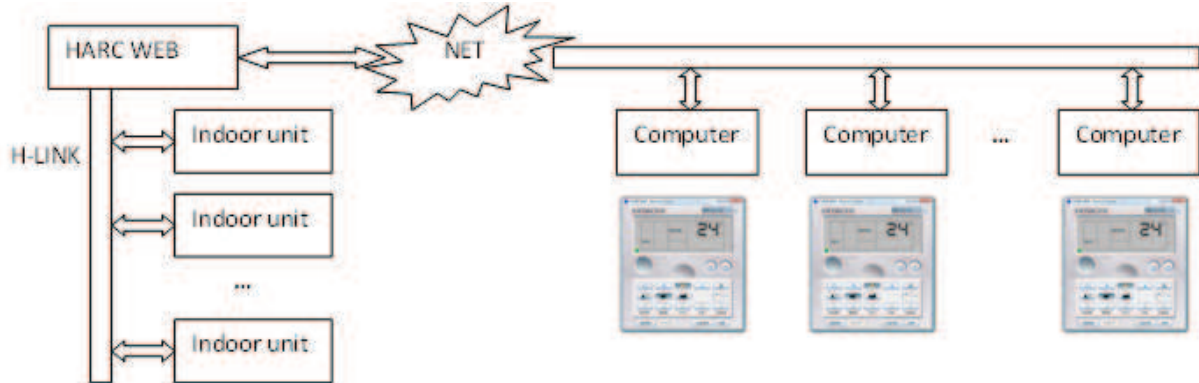 HARC WEB
NET
Indoor unit
Computer
Computer
...
Computer
H-LINK
Indoor unit
...
Indoor unit
24
24
24